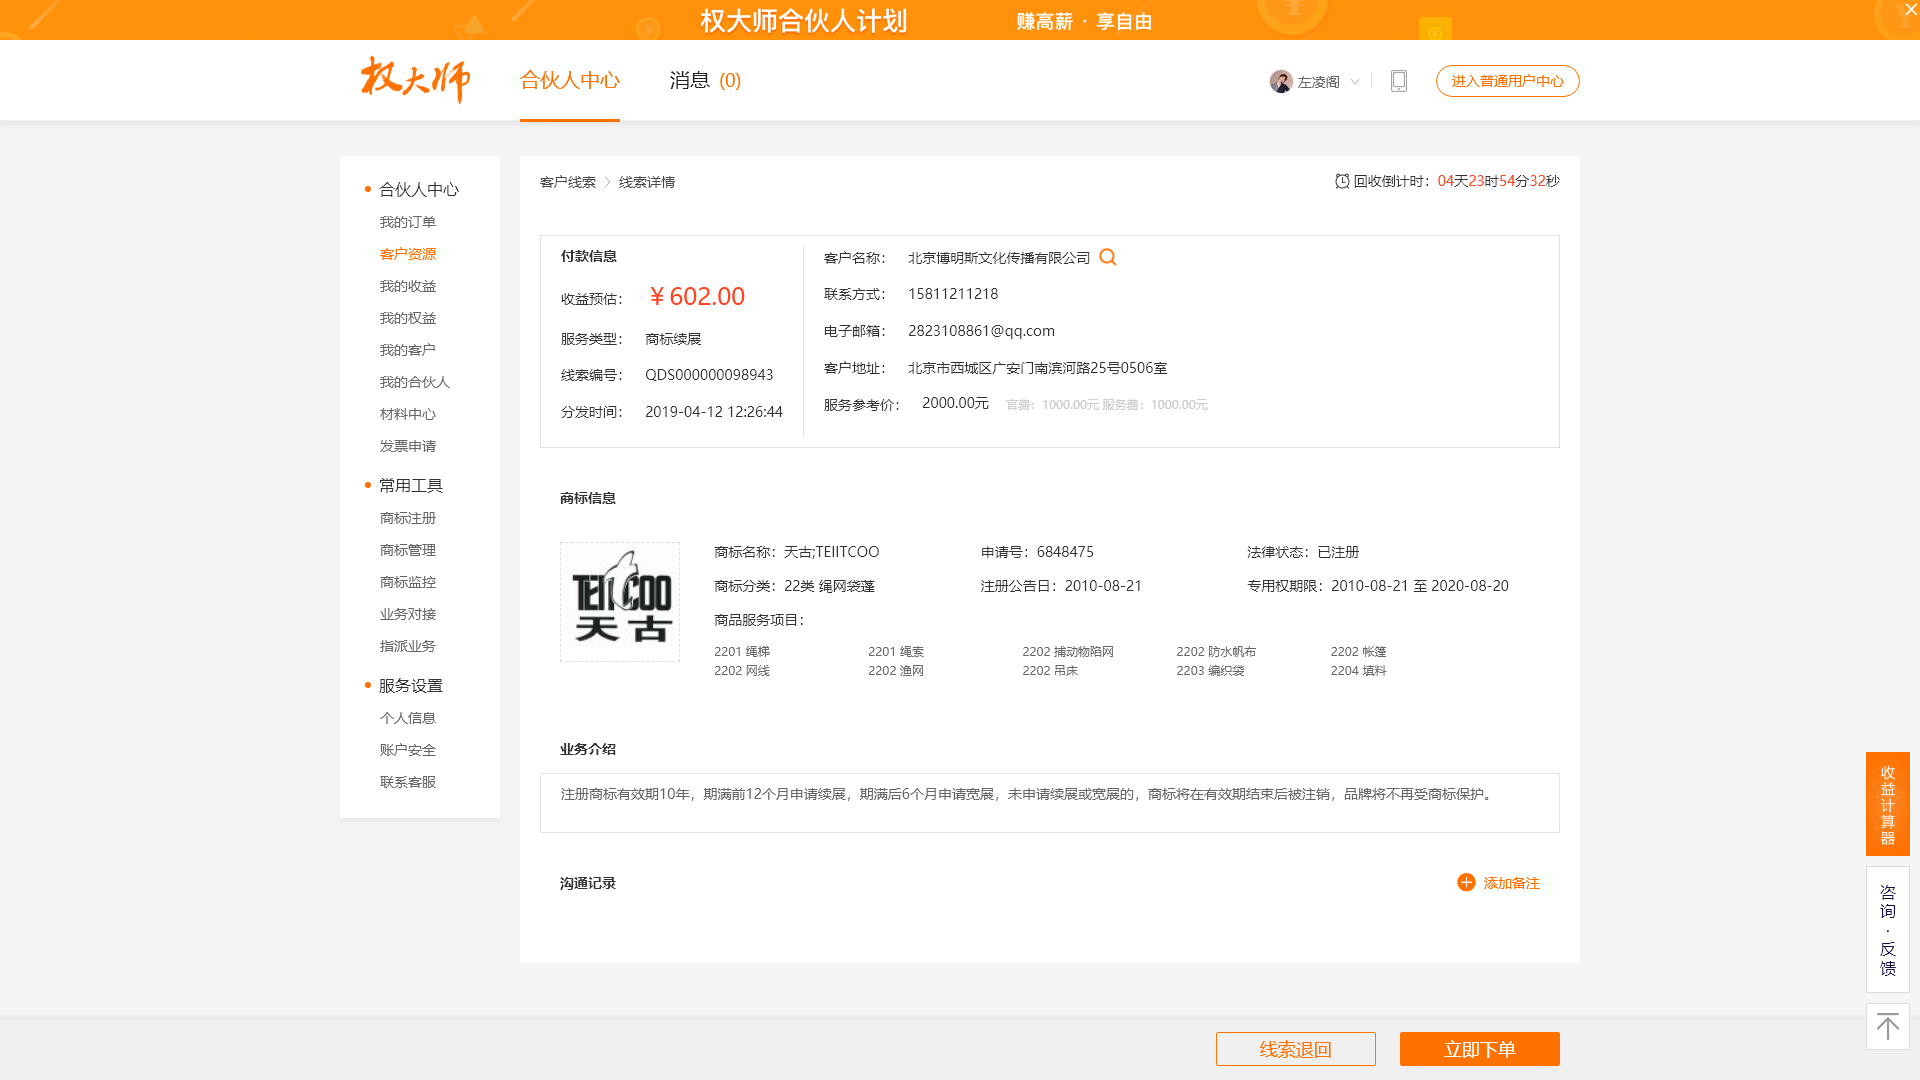 权大师合伙人计划 赚高薪 · 享自由
权大师 合伙人中心 消息 (0) 左凌阁 进入普通用户中心
合伙人中心
我的订单
客户资源
我的收益
我的权益
我的客户
我的合伙人
材料中心
发票申请
常用工具
商标注册
商标管理
商标监控
业务对接
指派业务
服务设置
个人信息
账户安全
联系客服
客户线索 > 线索详情 回收倒计时：04天23时54分32秒
付款信息
收益预估： ¥602.00
服务类型： 商标续展
线索编号： QDS000000098943
分发时间： 2019-04-12 12:26:44
客户名称： 北京博明斯文化传播有限公司
联系方式： 15811211218
电子邮箱： 2823108861@qq.com
客户地址： 北京市西城区广安门南滨河路25号0506室
服务参考价： 2000.00元 官费：1000.00元 服务费：1000.00元
商标信息
TEIITCOO
天古
商标名称：天古;TEIITCOO 申请号：6848475 法律状态：已注册
商标分类：22类 绳网袋蓬 注册公告日：2010-08-21 专用权期限：2010-08-21 至 2020-08-20
商品服务项目：
2201 绳梯 2201 绳索 2202 捕动物陷网 2202 防水帆布 2202 帐篷
2202 网线 2202 渔网 2202 吊床 2203 编织袋 2204 填料
业务介绍
注册商标有效期10年，期满前12个月申请续展，期满后6个月申请宽展，未申请续展或宽展的，商标将在有效期结束后被注销，品牌将不再受商标保护。
沟通记录 添加备注
收益计算器
咨询·反馈
线索退回 立即下单